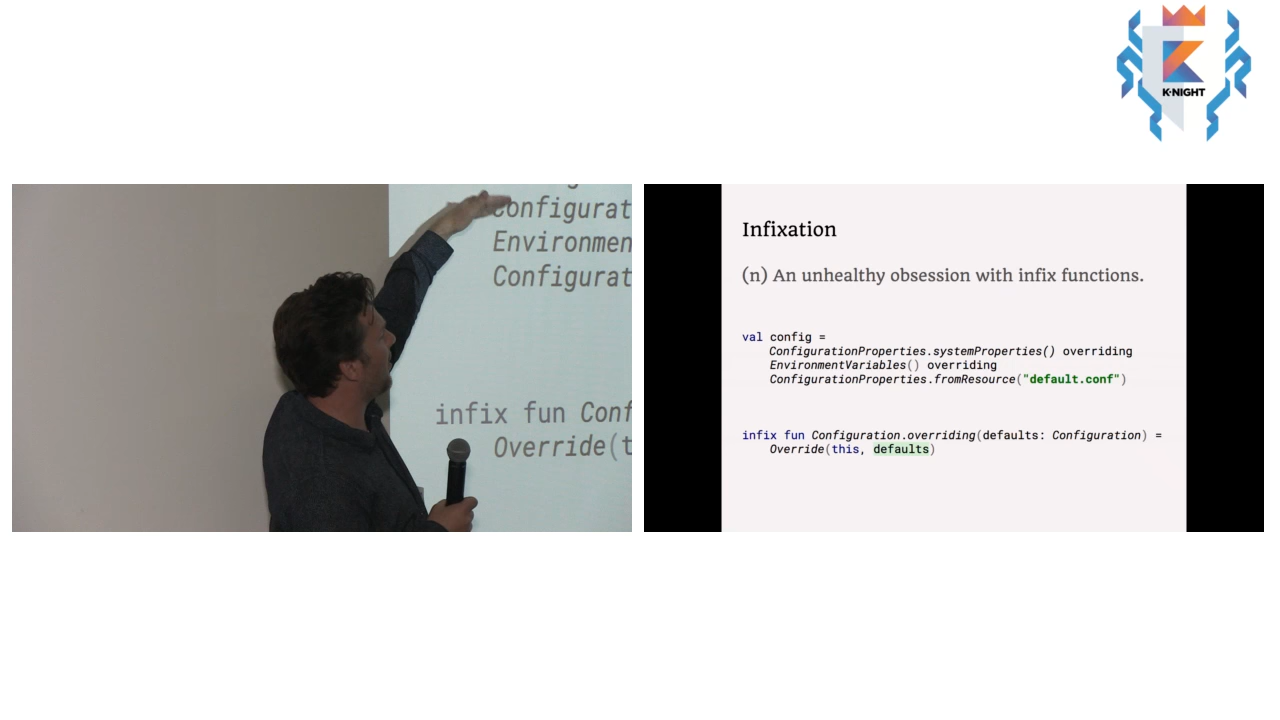 K·NIGHT
Configurat
Environmen
Configurat
infix fun Conf
Override(t
Infixation
(n) An unhealthy obsession with infix functions.
val config =
ConfigurationProperties.systemProperties() overriding
EnvironmentVariables() overriding
ConfigurationProperties.fromResource("default.conf")
infix fun Configuration.overriding(defaults: Configuration) =
Override(this, defaults)